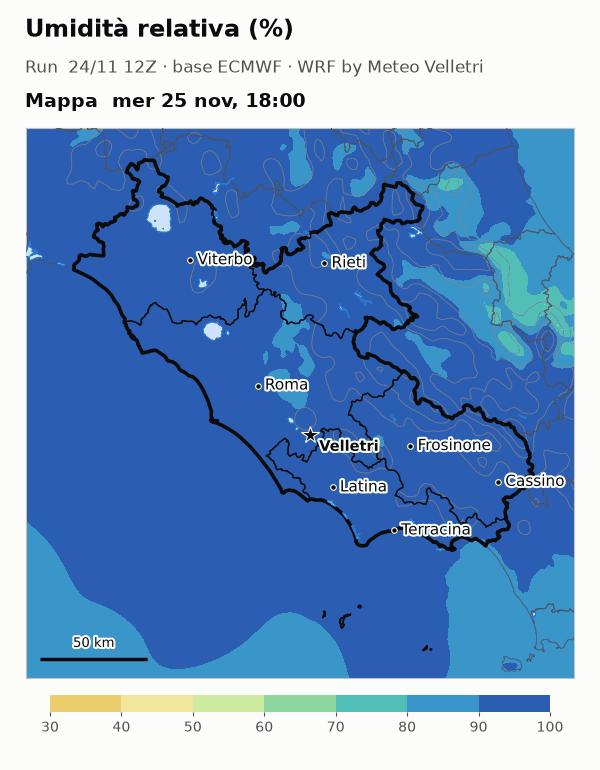 Umidità relativa (%)
Run  24/11 12Z · base ECMWF · WRF by Meteo Velletri
Mappa  mer 25 nov, 18:00
Viterbo
Rieti
Roma
Velletri
Frosinone
Latina
Cassino
Terracina
50 km
30 40 50 60 70 80 90 100